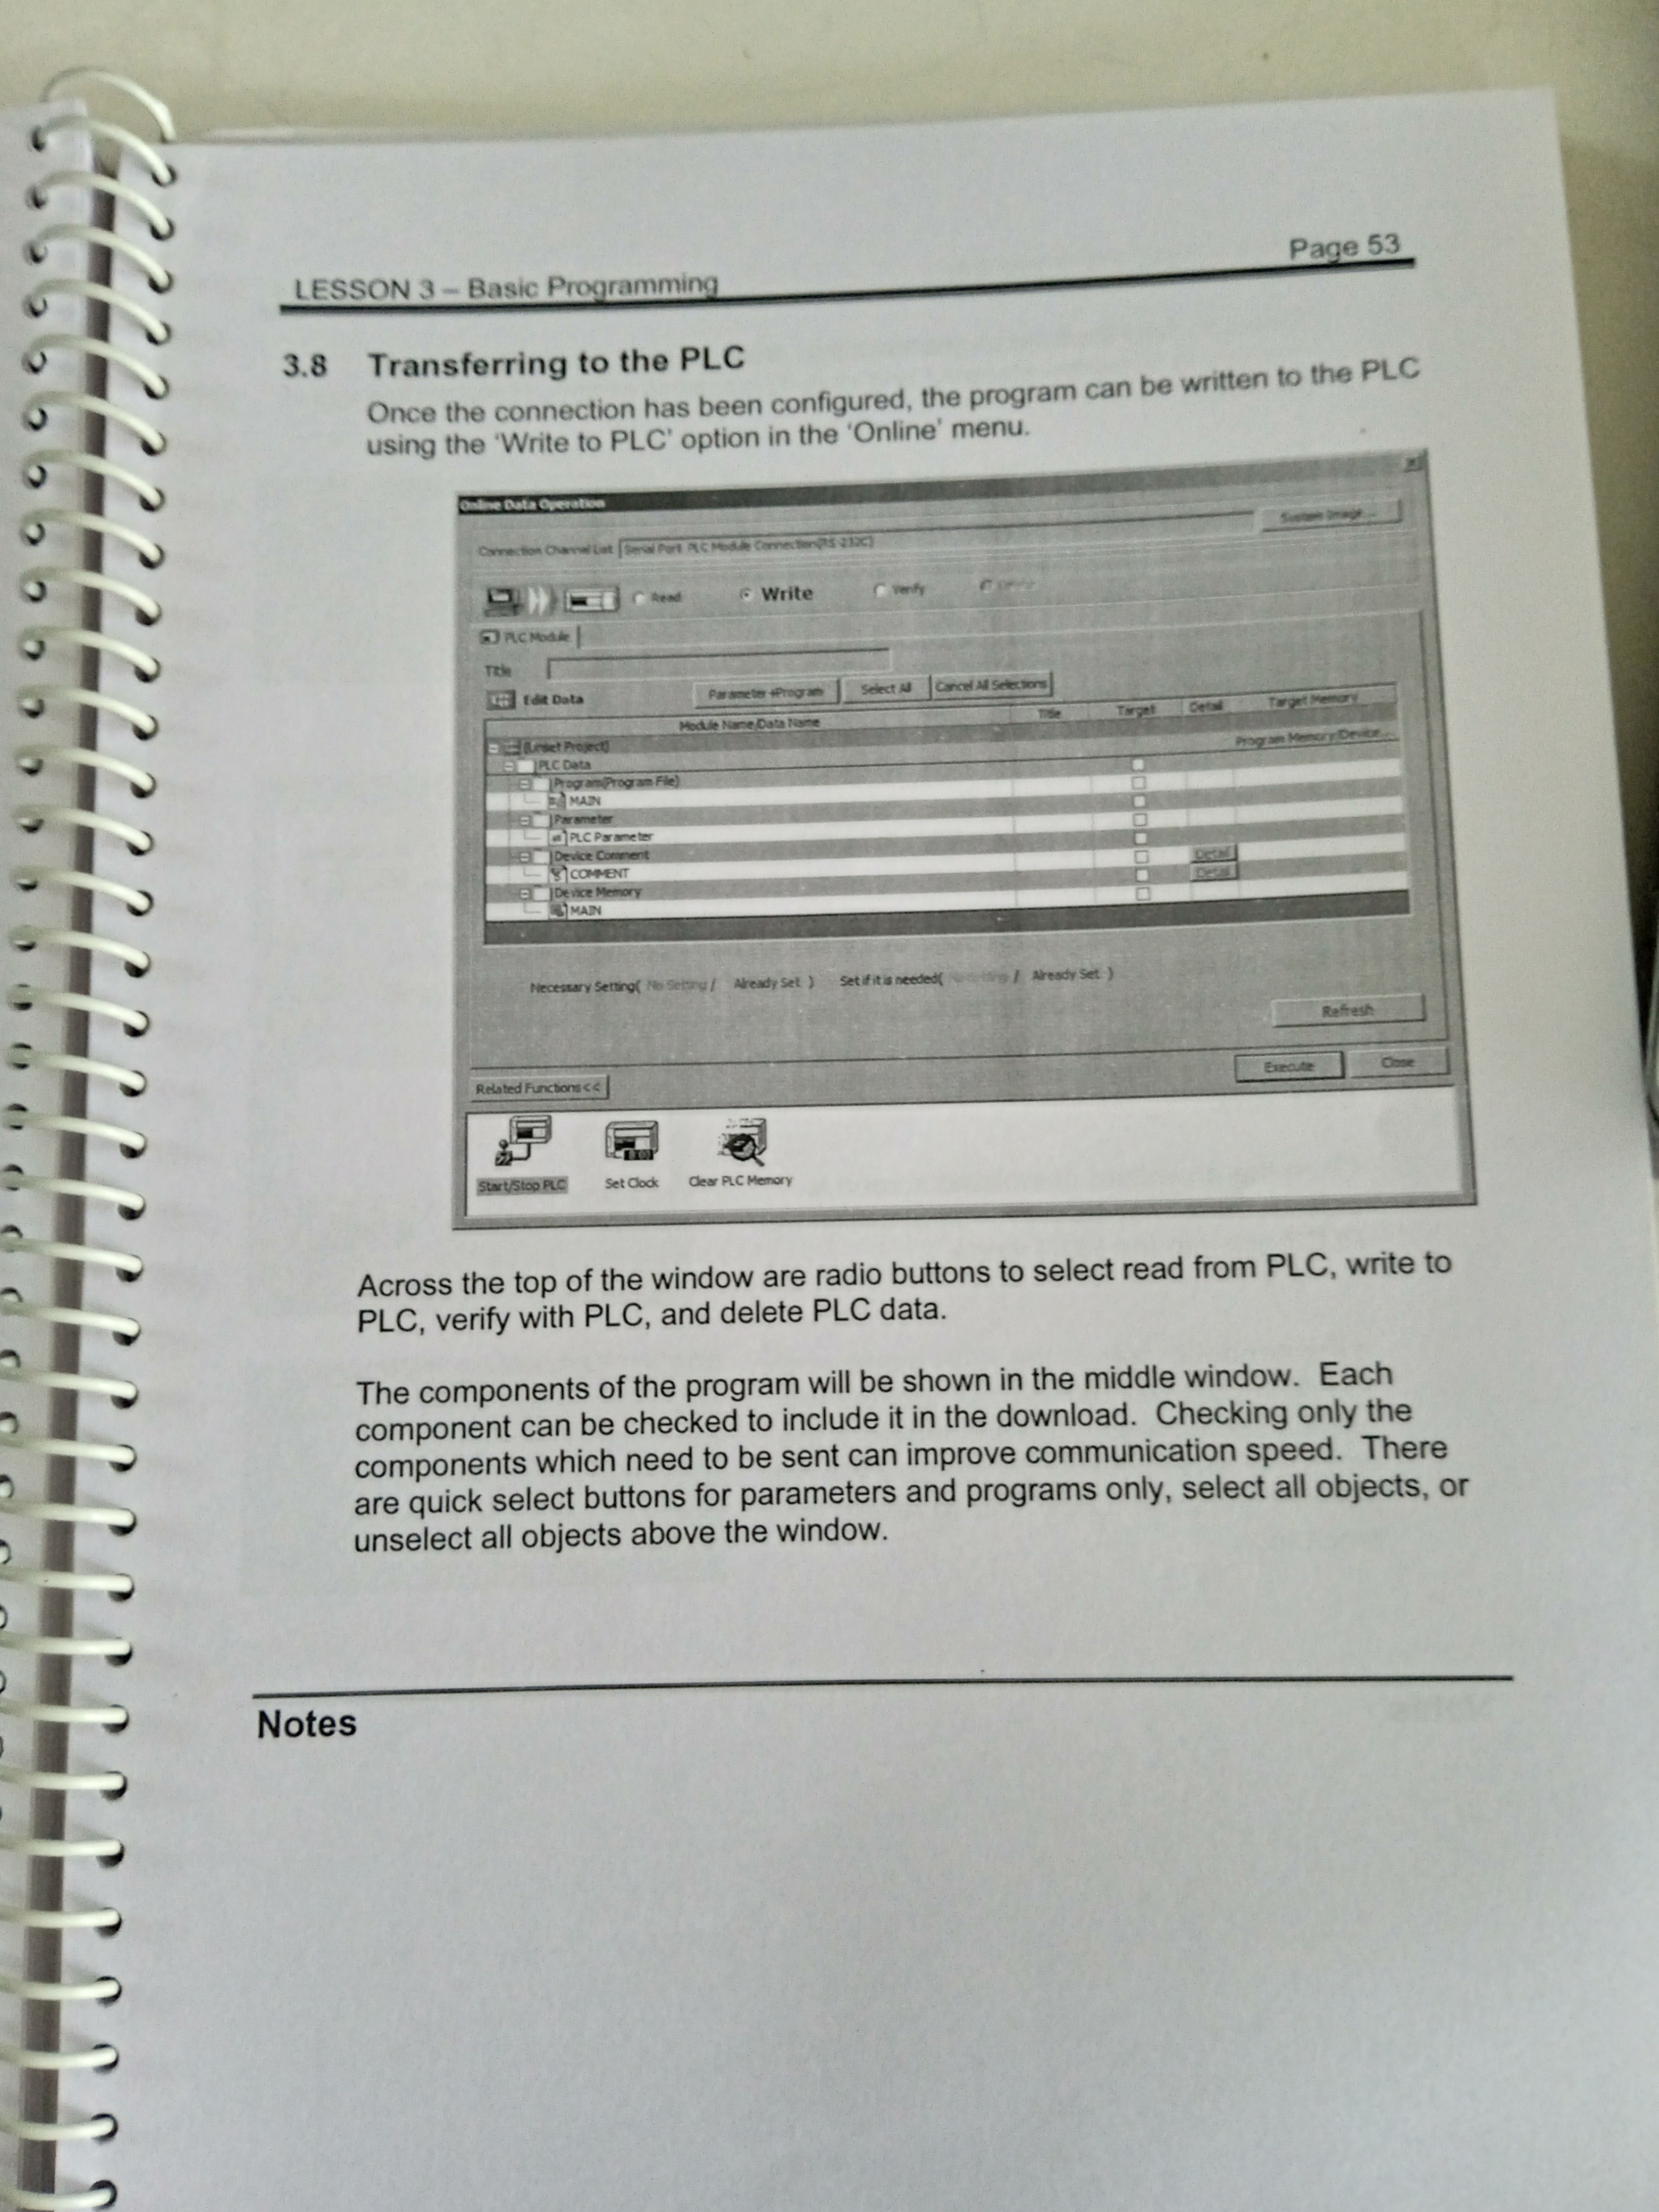 Page 53
LESSON 3 – Basic Programming
3.8 Transferring to the PLC
Once the connection has been configured, the program can be written to the PLC
using the 'Write to PLC' option in the 'Online' menu.
Online Data Operation
System Image...
Connection Channel List Serial Port PLC Module Connection(RS-232C)
Read Write Verify
PLC Module
Title
Edit Data Parameter+Program Select All Cancel All Selections
Module Name/Data Name Title Target Detail Target Memory
Program Memory/Device...
PLC Data
Program(Program File)
MAIN
Parameter
PLC Parameter
Device Comment Detail
COMMENT Detail
Device Memory
MAIN
Necessary Setting( No Setting / Already Set ) Set if it is needed( No Setting / Already Set )
Refresh
Execute Close
Related Functions<<
Start/Stop PLC Set Clock Clear PLC Memory
Across the top of the window are radio buttons to select read from PLC, write to
PLC, verify with PLC, and delete PLC data.
The components of the program will be shown in the middle window. Each
component can be checked to include it in the download. Checking only the
components which need to be sent can improve communication speed. There
are quick select buttons for parameters and programs only, select all objects, or
unselect all objects above the window.
Notes